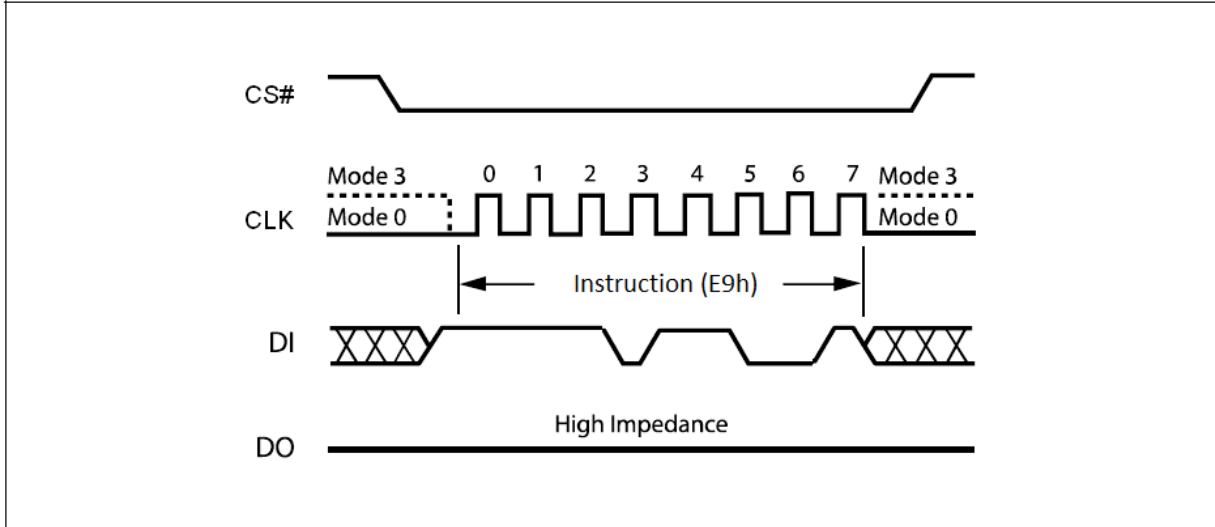 CS#
Mode 3 0 1 2 3 4 5 6 7 Mode 3
CLK Mode 0 Mode 0
Instruction (E9h)
DI
High Impedance
DO